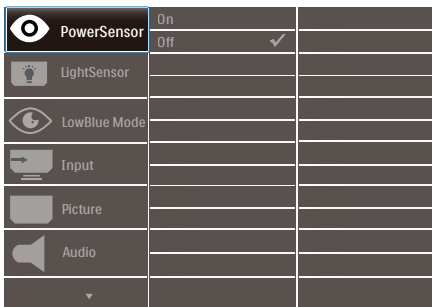 PowerSensor
On
Off
LightSensor
LowBlue Mode
Input
Picture
Audio